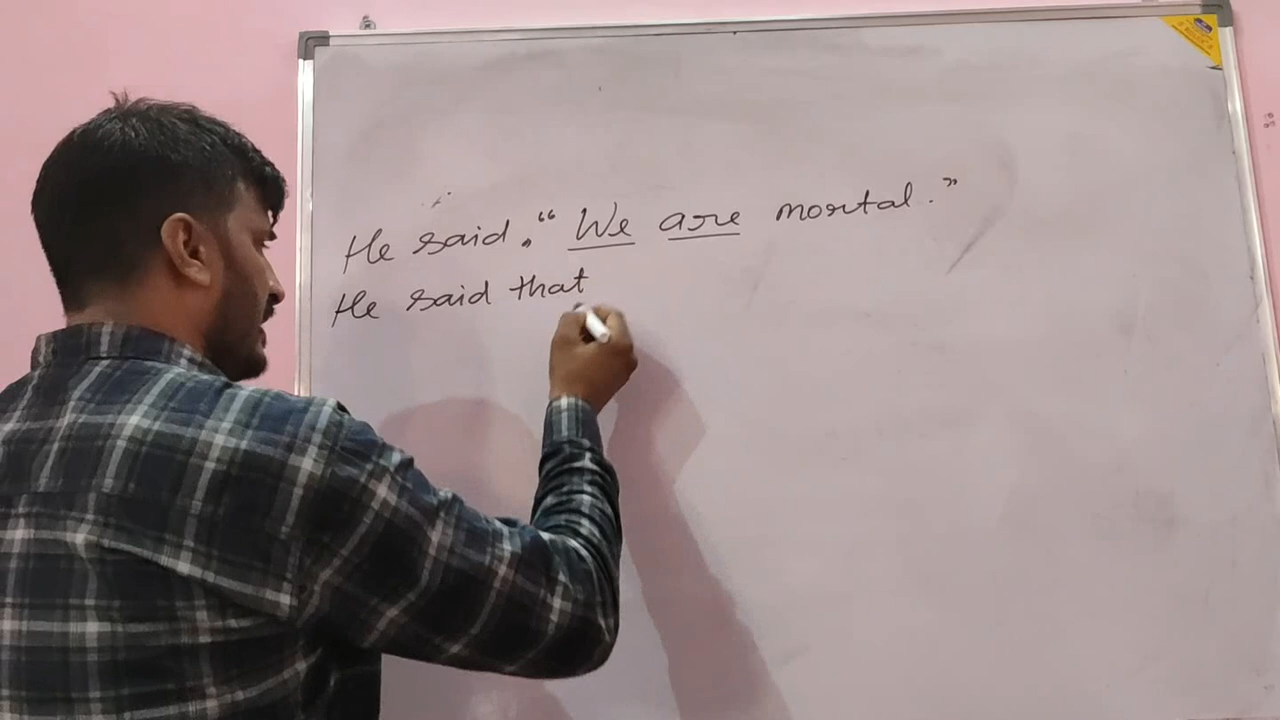 He said, “We are mortal.”
He said that